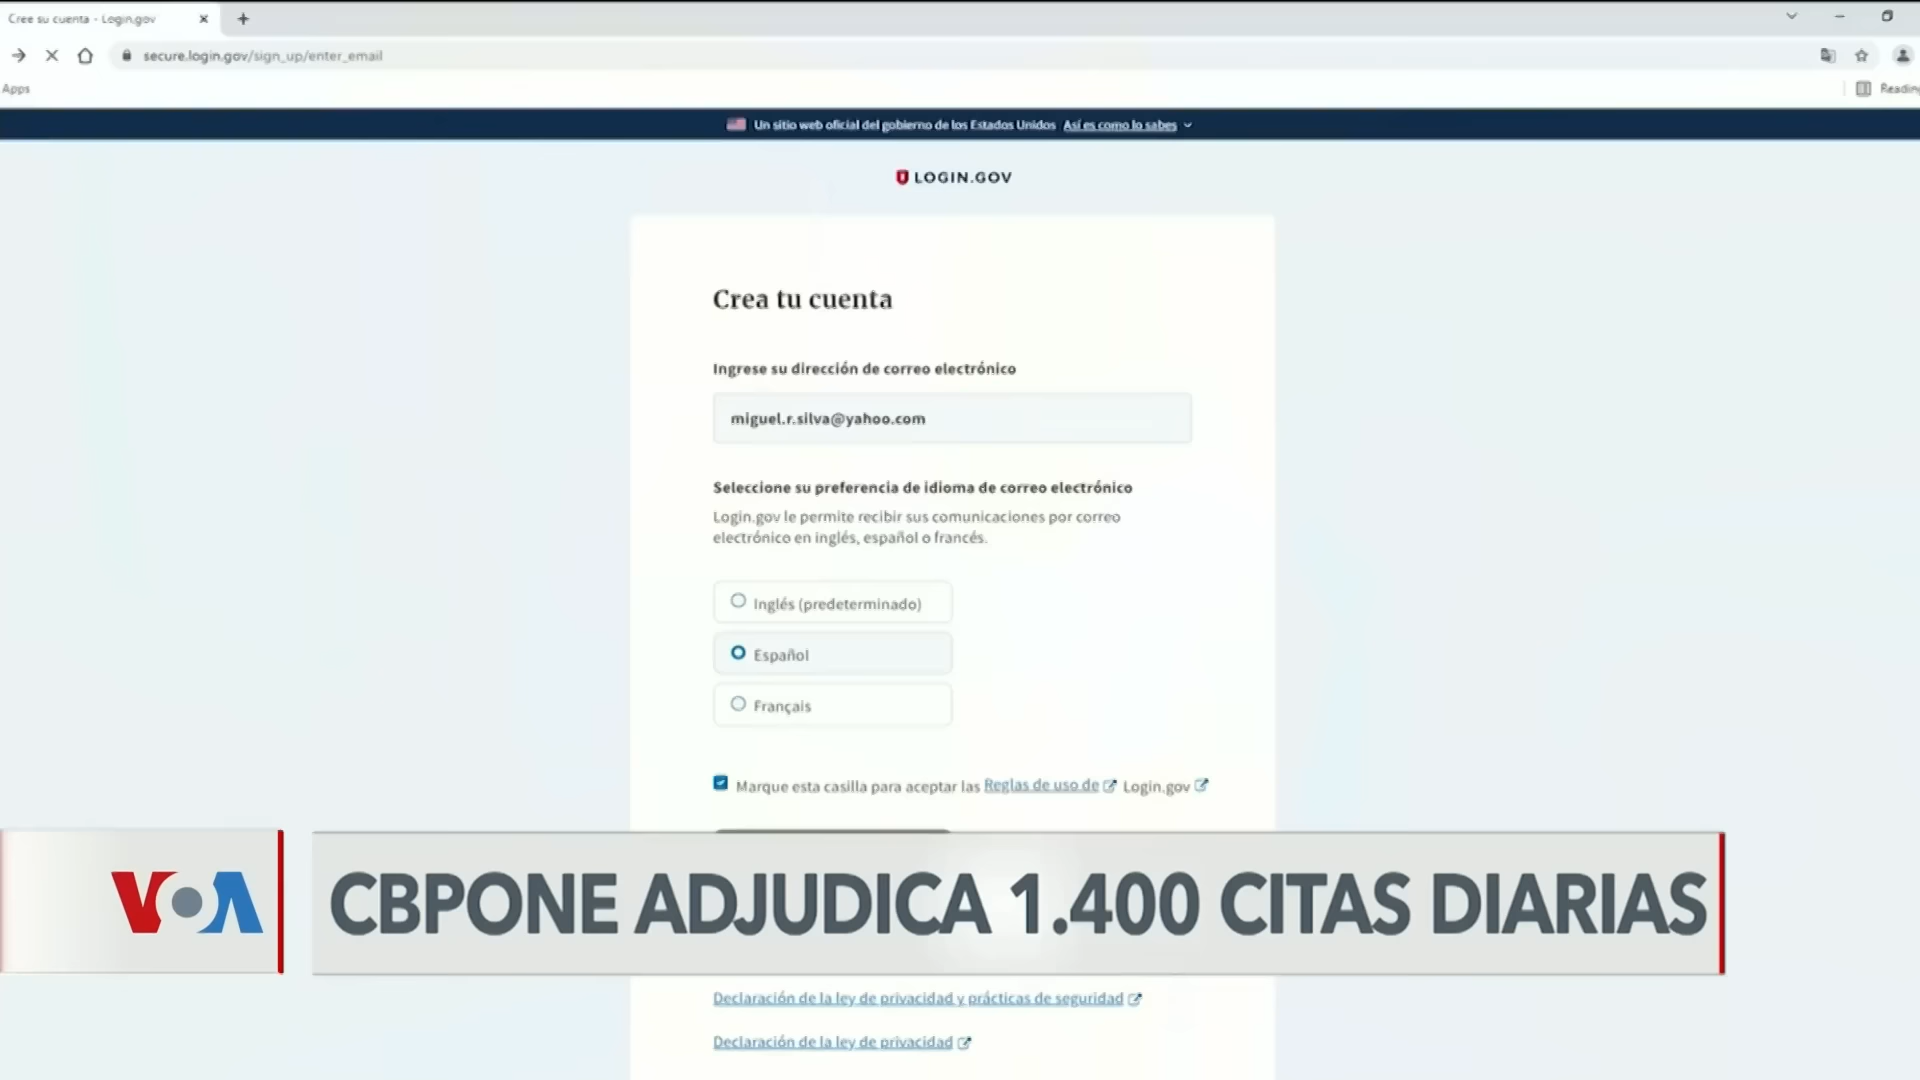 Cree su cuenta - Login.gov
secure.login.gov/sign_up/enter_email
Apps
Reading
Un sitio web oficial del gobierno de los Estados Unidos Así es como lo sabes
LOGIN.GOV
Crea tu cuenta
Ingrese su dirección de correo electrónico
miguel.r.silva@yahoo.com
Seleccione su preferencia de idioma de correo electrónico
Login.gov le permite recibir sus comunicaciones por correo
electrónico en inglés, español o francés.
Inglés (predeterminado)
Español
Français
Marque esta casilla para aceptar las Reglas de uso de Login.gov
VOA
CBPONE ADJUDICA 1.400 CITAS DIARIAS
Declaración de la ley de privacidad y prácticas de seguridad
Declaración de la ley de privacidad